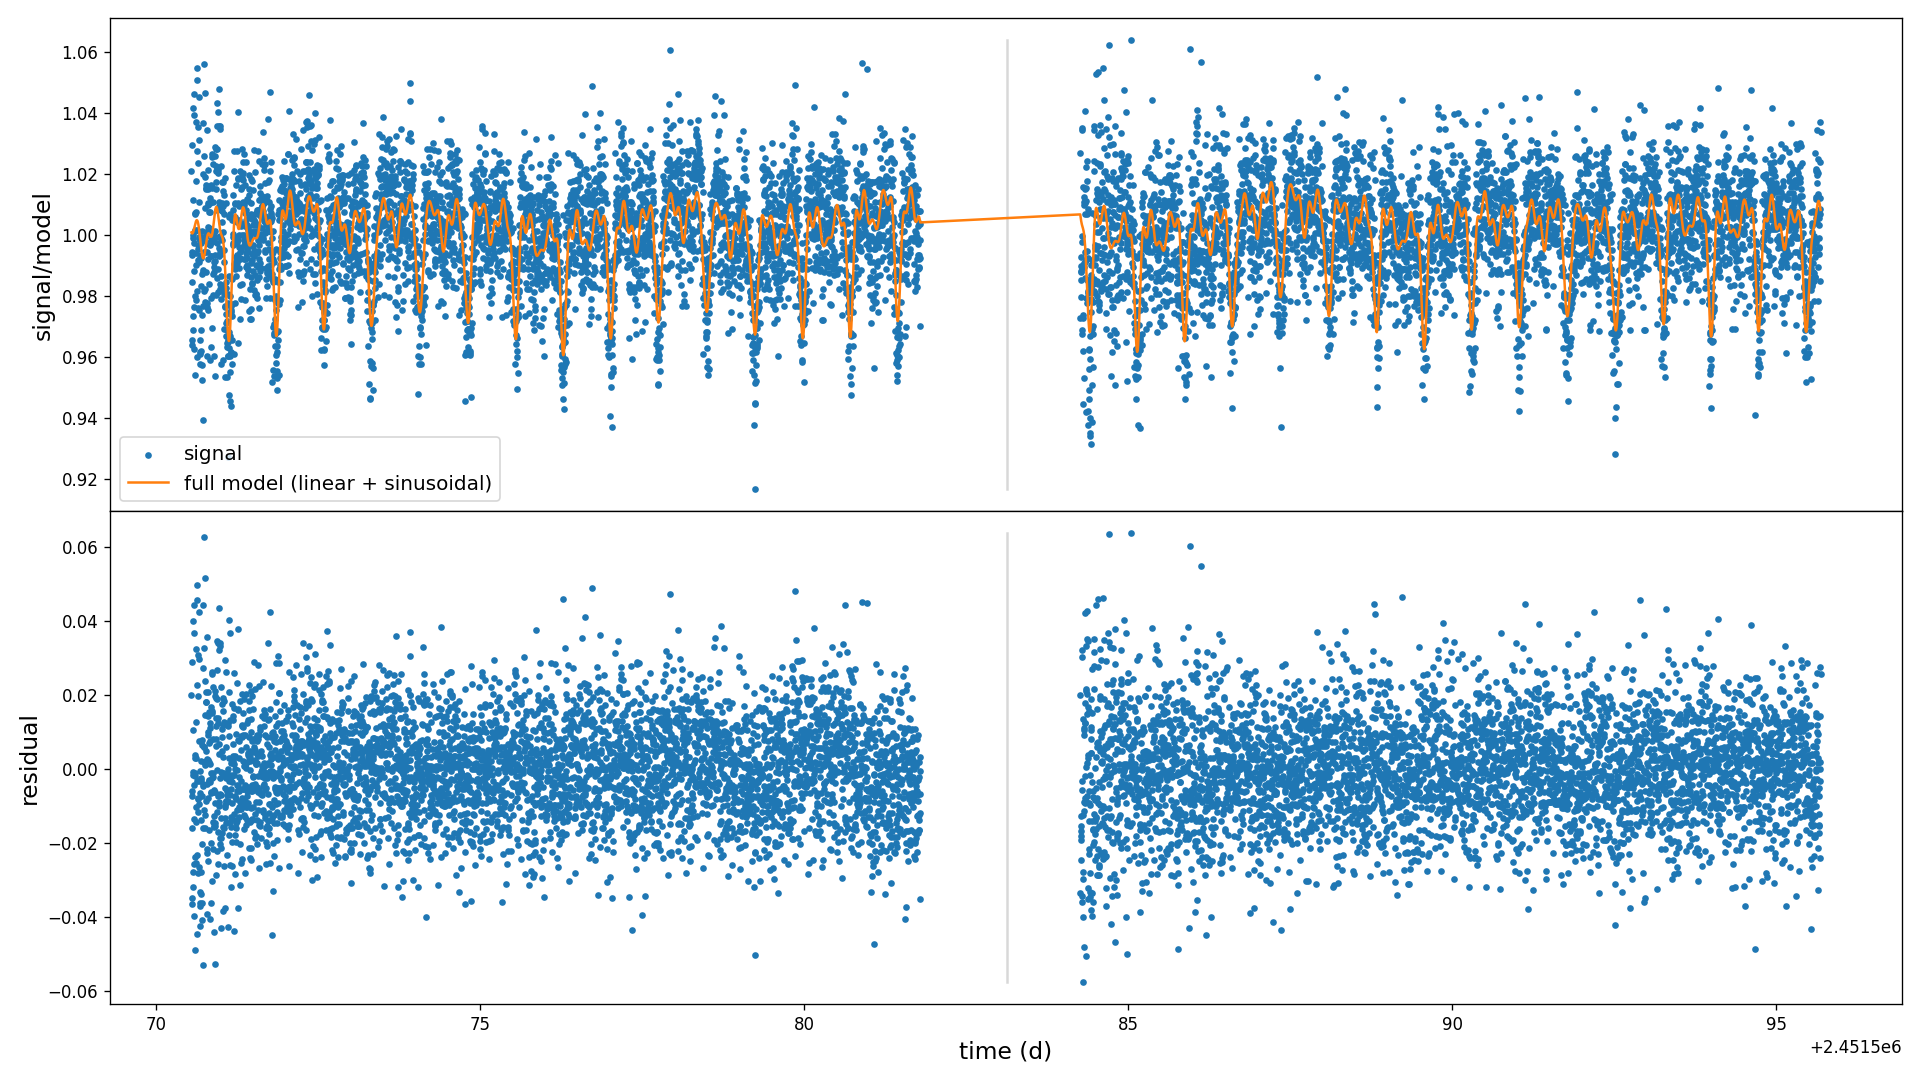 signal/model
1.06
1.04
1.02
1.00
0.98
0.96
0.94
0.92
signal
full model (linear + sinusoidal)
residual
0.06
0.04
0.02
0.00
−0.02
−0.04
−0.06
70 75 80 85 90 95
time (d)
+2.4515e6